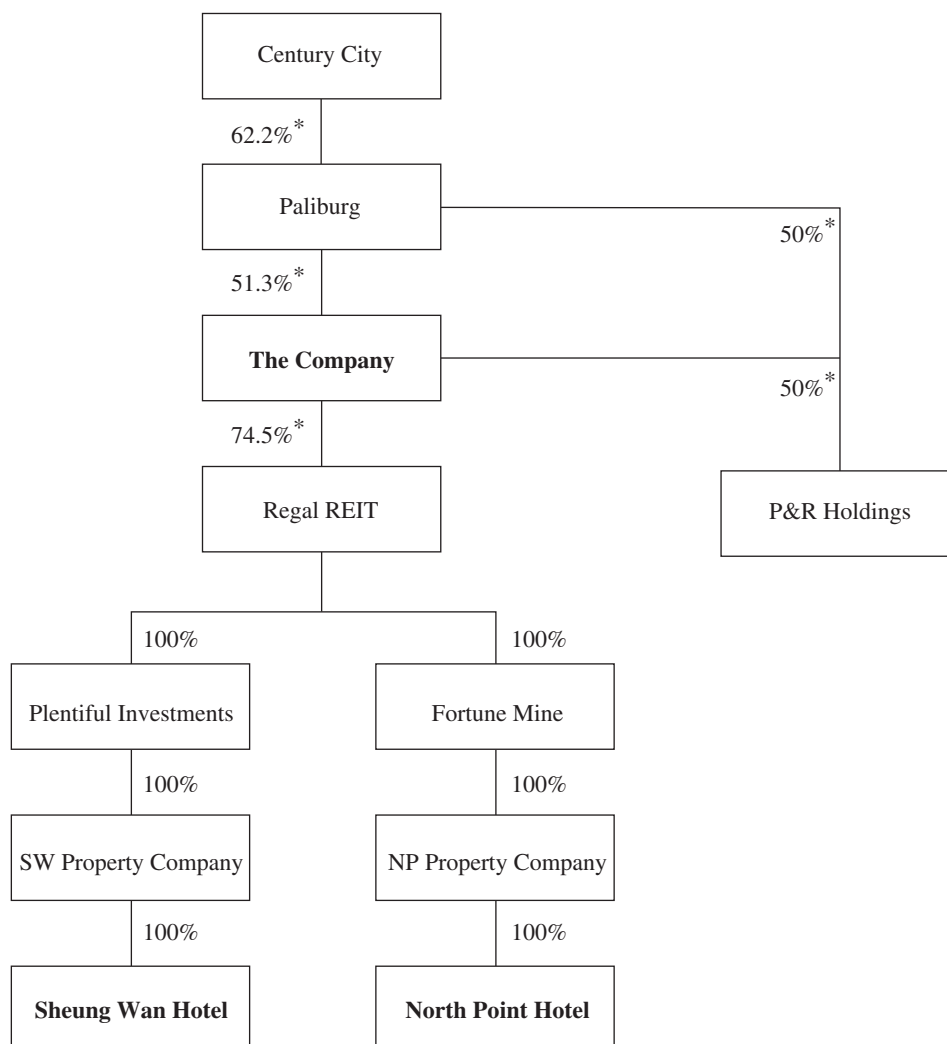 Century City
62.2%*
Paliburg
50%*
51.3%*
The Company
50%*
74.5%*
Regal REIT
P&R Holdings
100%
100%
Plentiful Investments
Fortune Mine
100%
100%
SW Property Company
NP Property Company
100%
100%
Sheung Wan Hotel
North Point Hotel